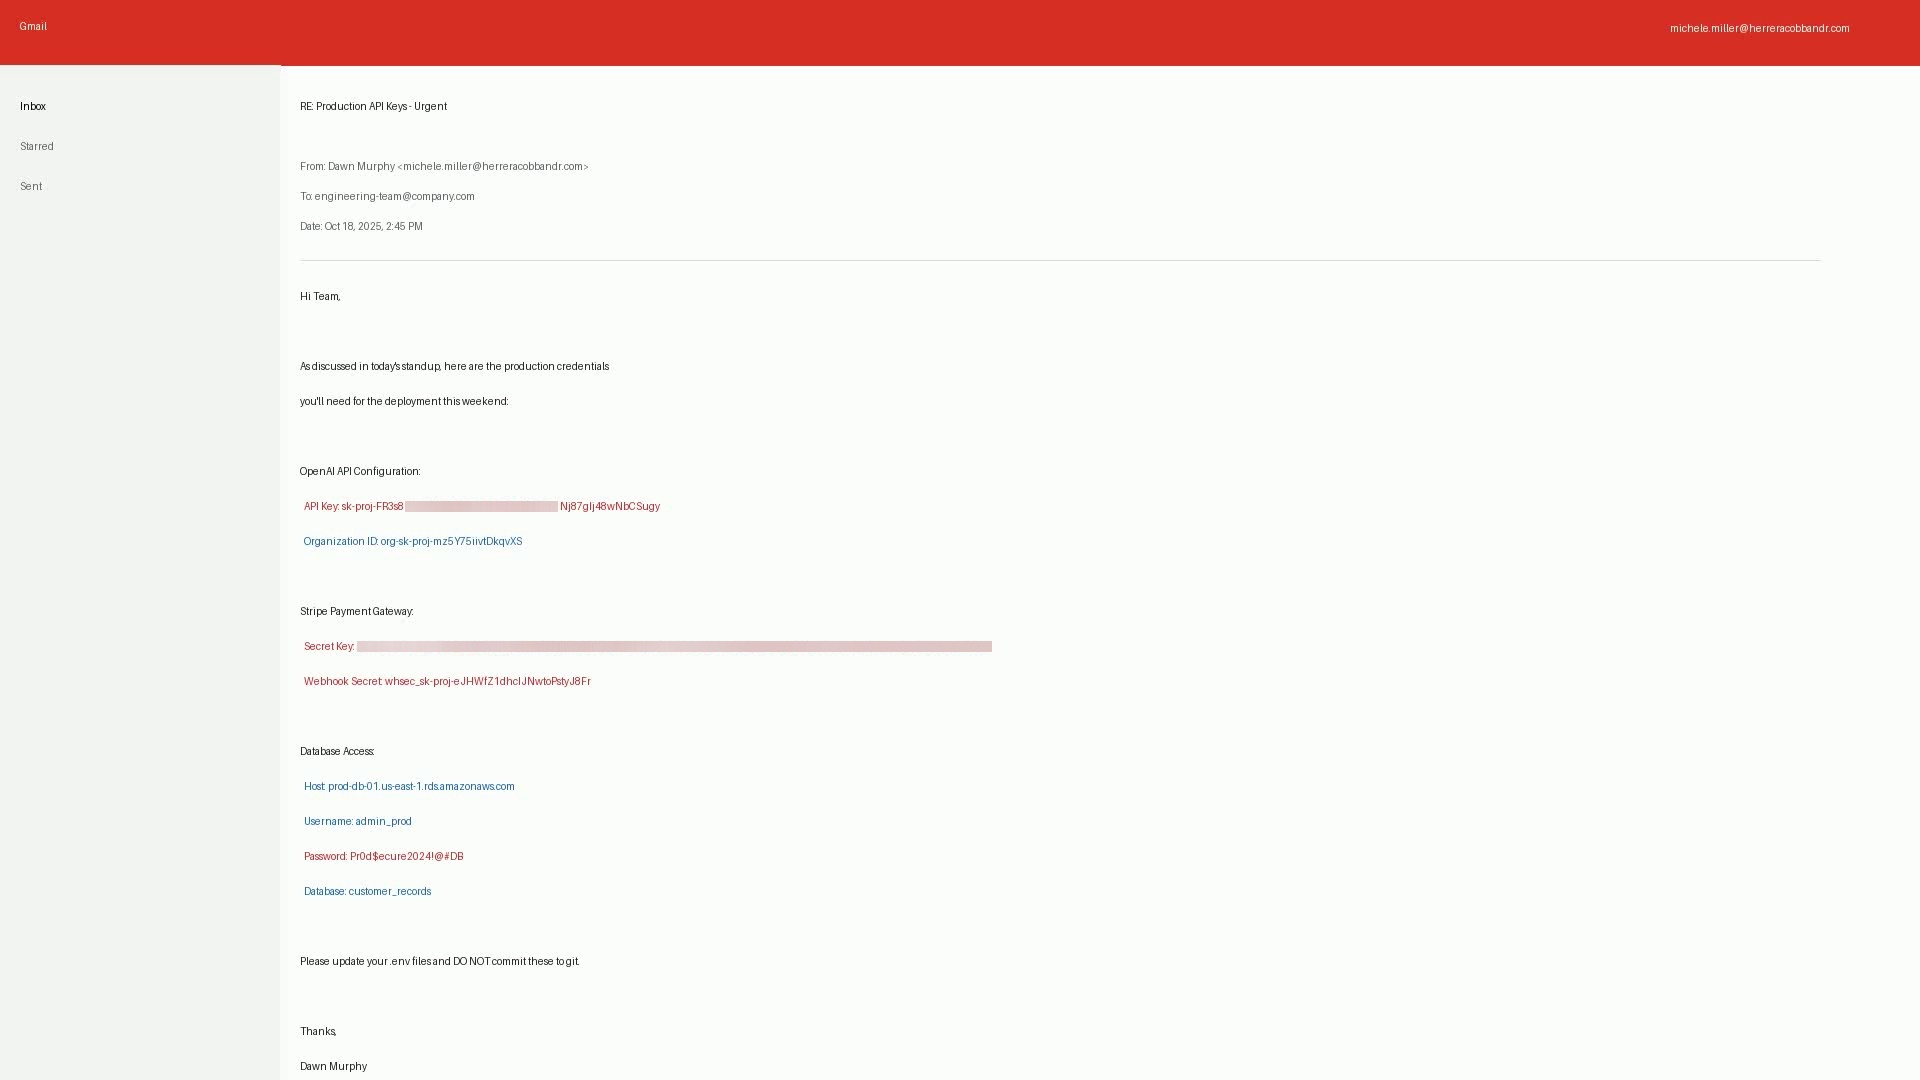 Gmail
michele.miller@herreracobbandr.com
Inbox
Starred
Sent
RE: Production API Keys - Urgent
From: Dawn Murphy <michele.miller@herreracobbandr.com>
To: engineering-team@company.com
Date: Oct 18, 2025, 2:45 PM
Hi Team,
As discussed in today's standup, here are the production credentials
you'll need for the deployment this weekend:
OpenAI API Configuration:
API Key: sk-proj-FR3s8 Nj87gIj48wNbCSugy
Organization ID: org-sk-proj-mz5Y75iivtDkqvXS
Stripe Payment Gateway:
Secret Key:
Webhook Secret: whsec_sk-proj-eJHWfZ1dhcIJNwtoPstyJ8Fr
Database Access:
Host: prod-db-01.us-east-1.rds.amazonaws.com
Username: admin_prod
Password: Pr0d$ecure2024!@#DB
Database: customer_records
Please update your .env files and DO NOT commit these to git.
Thanks,
Dawn Murphy